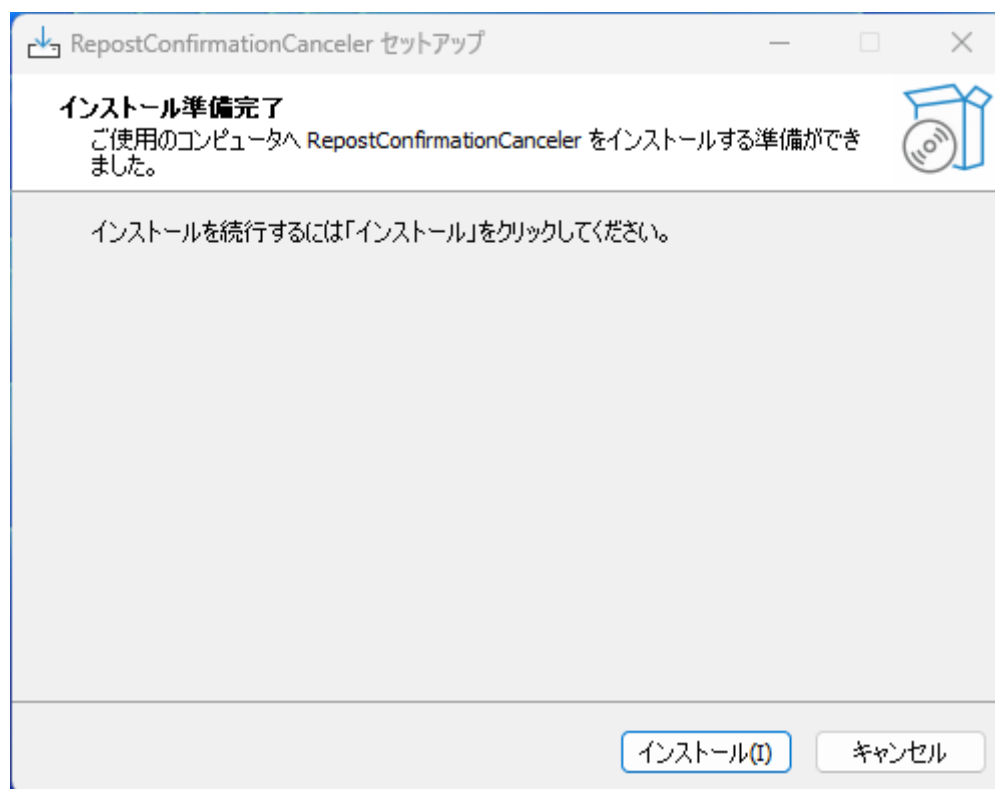 RepostConfirmationCanceler セットアップ
インストール準備完了
ご使用のコンピュータへ RepostConfirmationCanceler をインストールする準備ができ
ました。
インストールを続行するには「インストール」をクリックしてください。
インストール(I)
キャンセル